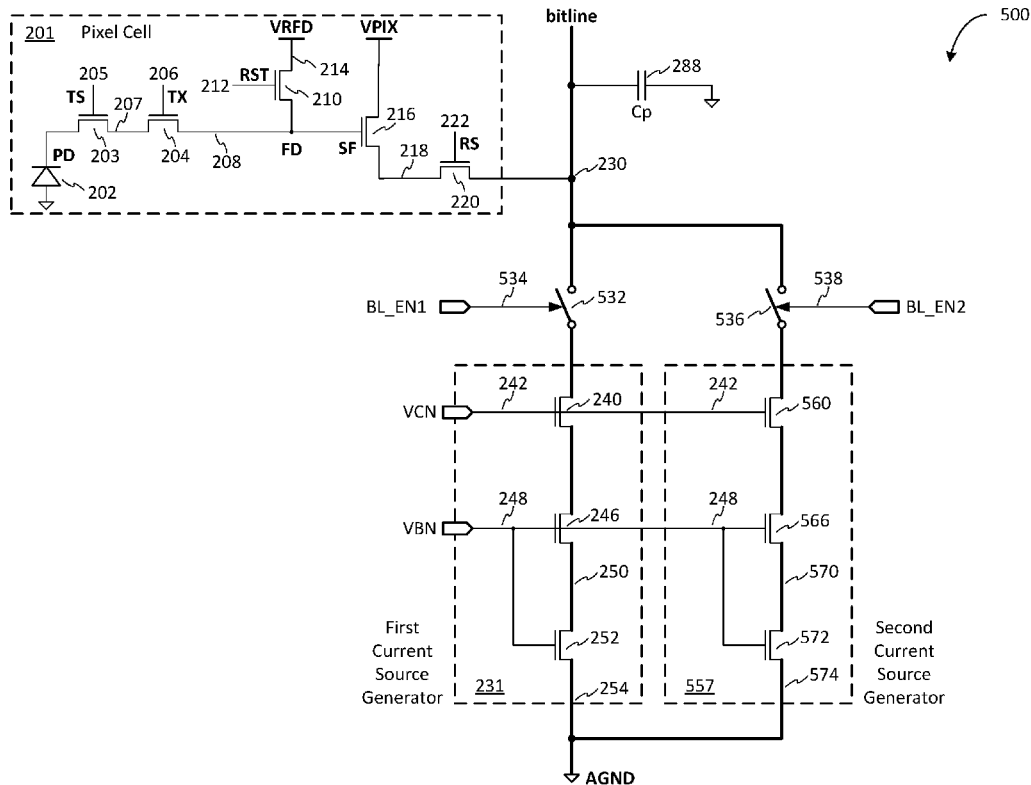 bitline
500
201 Pixel Cell
VRFD
VPIX
288
Cp
205
206
TS
TX
207
212
RST
214
210
216
222
RS
PD
203
204
208
FD
SF
218
220
230
202
BL_EN1
534
532
536
538
BL_EN2
VCN
242
240
242
560
VBN
248
246
248
566
250
570
First
Current
Source
Generator
252
572
Second
Current
Source
Generator
231
254
557
574
AGND